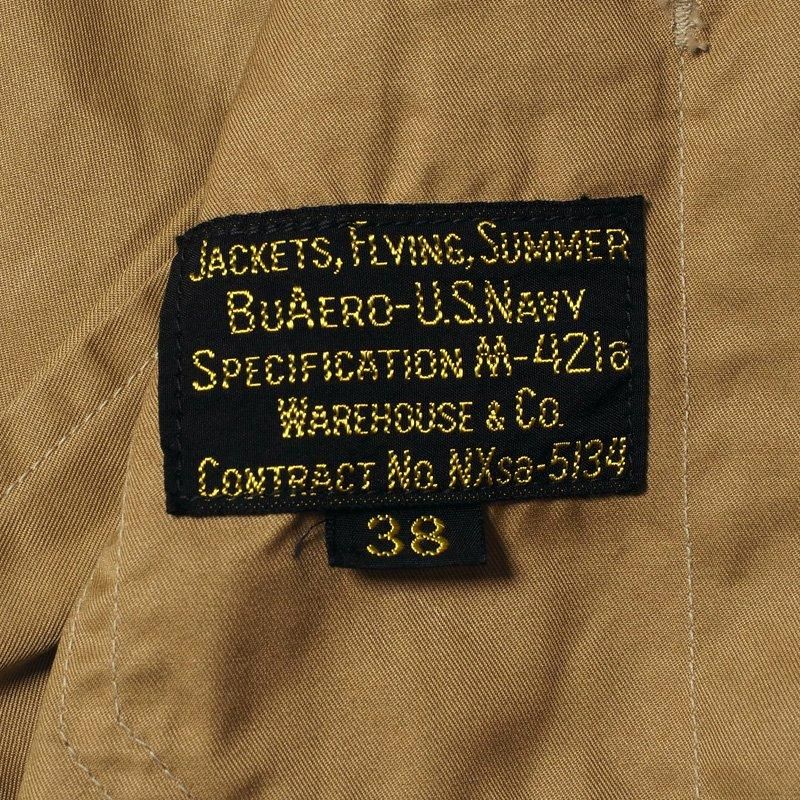 JACKETS, FLYING, SUMMER
BUAERO-U.S.NAVY
SPECIFICATION M-421a
WAREHOUSE & CO.
CONTRACT NO. NXsa-5134
38